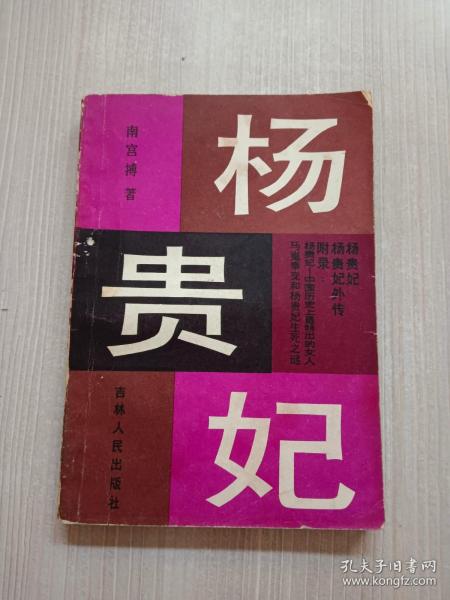 南宫搏 著
杨
贵
妃
杨贵妃
杨贵妃外传
附录：
杨贵妃—中国历史上最特出的女人
马嵬事变和杨贵妃生死之谜
吉林人民出版社
孔夫子旧书网
www.kongfz.com